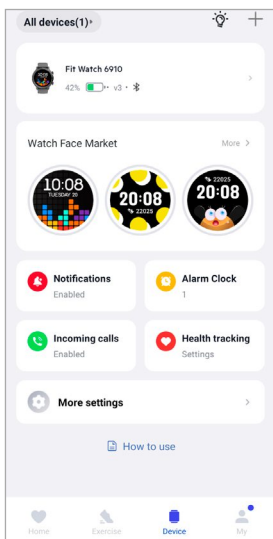 All devices(1)
Fit Watch 6910
42% v3
Watch Face Market
More >
10:08
TUESDAY 20
20:08
22025
22025
20:08
Notifications
Enabled
Alarm Clock
1
Incoming calls
Enabled
Health tracking
Settings
More settings
How to use
Home
Exercise
Device
My